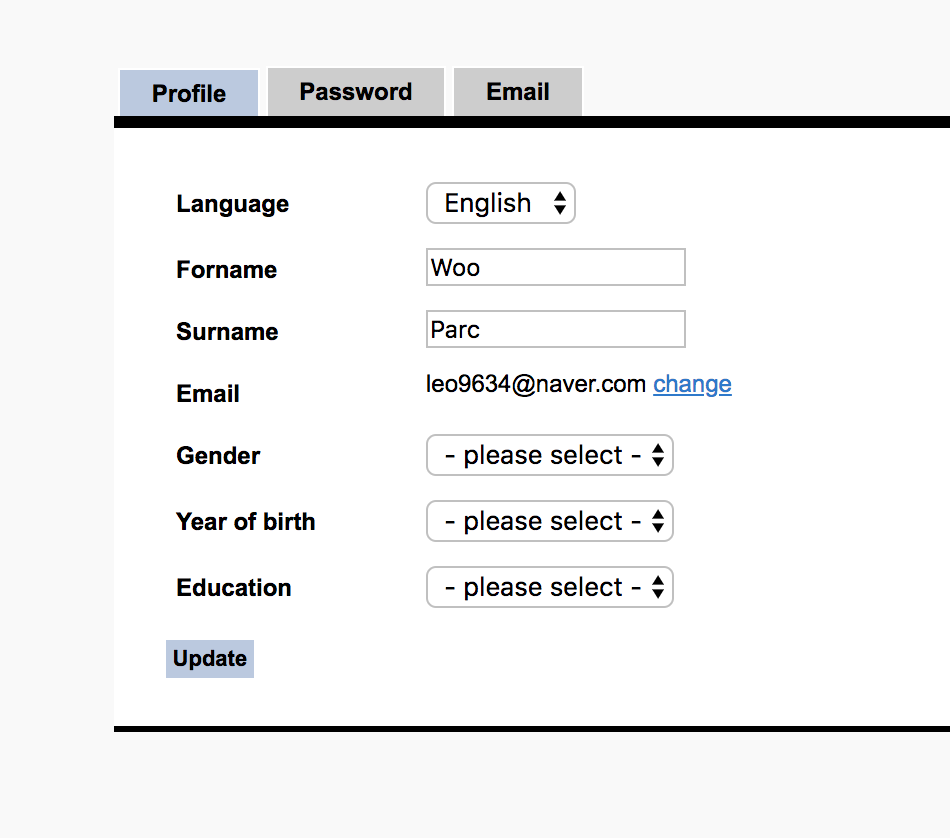 Profile Password Email
Language English
Forname Woo
Surname Parc
Email leo9634@naver.com change
Gender - please select -
Year of birth - please select -
Education - please select -
Update